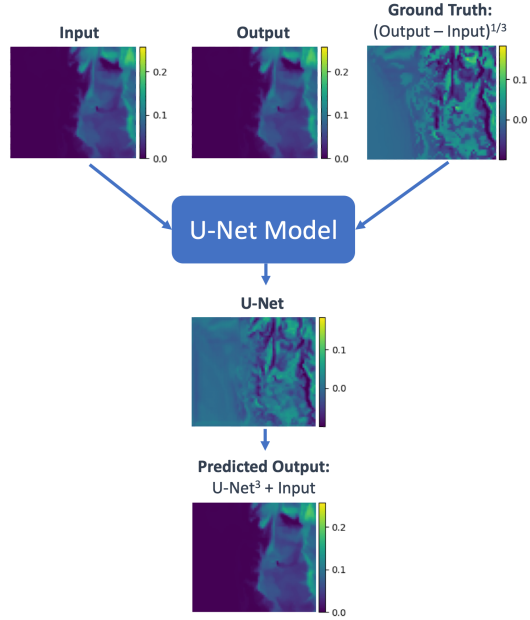 Input
Output
Ground Truth:
(Output – Input)^1/3
0.2
0.1
0.0
0.2
0.1
0.0
0.1
0.0
U-Net Model
U-Net
0.1
0.0
Predicted Output:
U-Net³ + Input
0.2
0.1
0.0